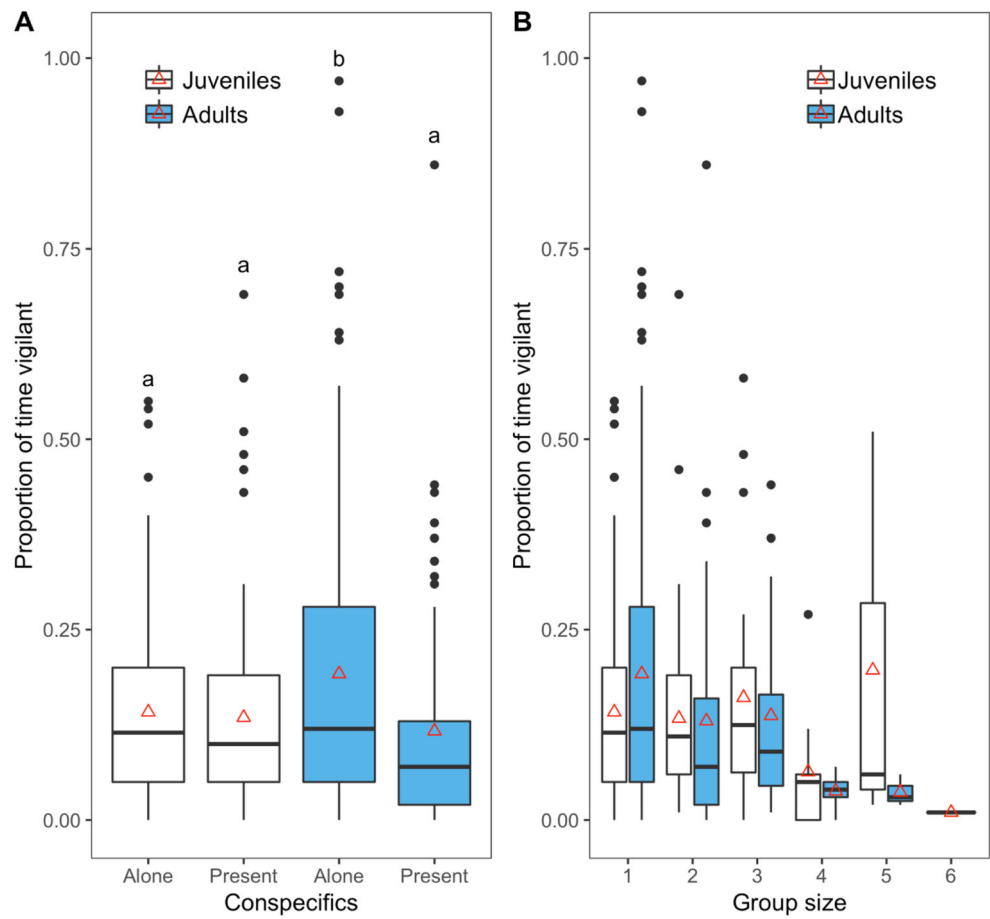 A
Juveniles
Adults
1.00
0.75
0.50
0.25
0.00
a
a
b
a
Proportion of time vigilant
Alone
Present
Alone
Present
Conspecifics
B
Juveniles
Adults
1.00
0.75
0.50
0.25
0.00
Proportion of time vigilant
1
2
3
4
5
6
Group size